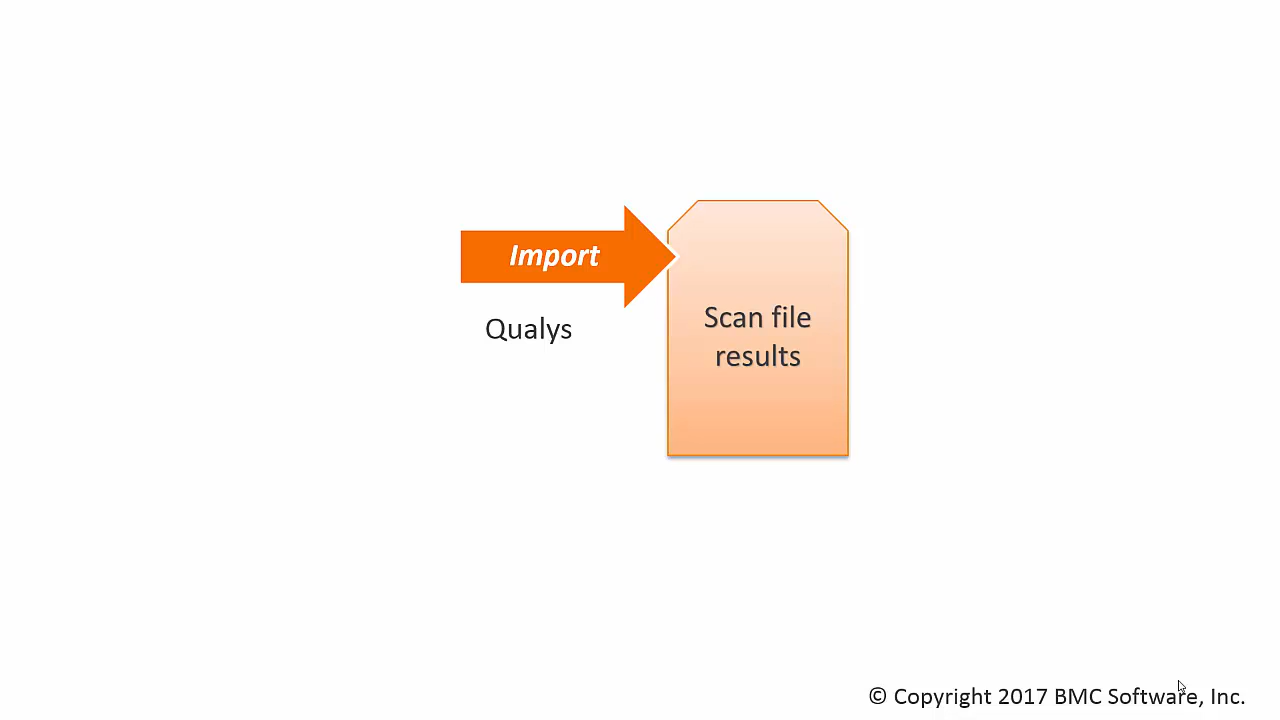 Import
Qualys
Scan file
results
© Copyright 2017 BMC Software, Inc.